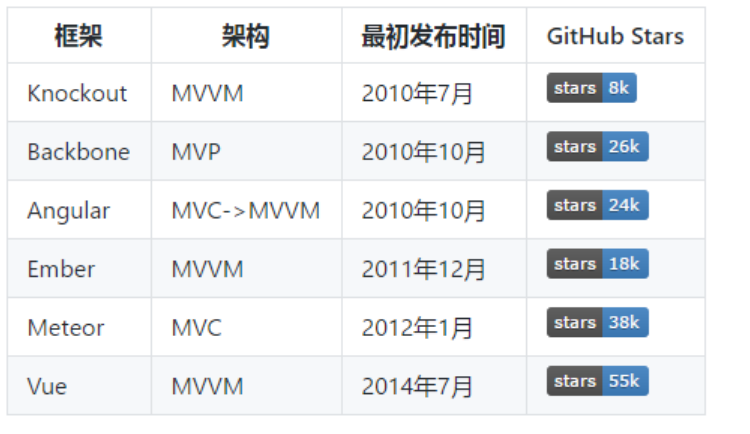 框架 架构 最初发布时间 GitHub Stars
Knockout MVVM 2010年7月 stars 8k
Backbone MVP 2010年10月 stars 26k
Angular MVC->MVVM 2010年10月 stars 24k
Ember MVVM 2011年12月 stars 18k
Meteor MVC 2012年1月 stars 38k
Vue MVVM 2014年7月 stars 55k